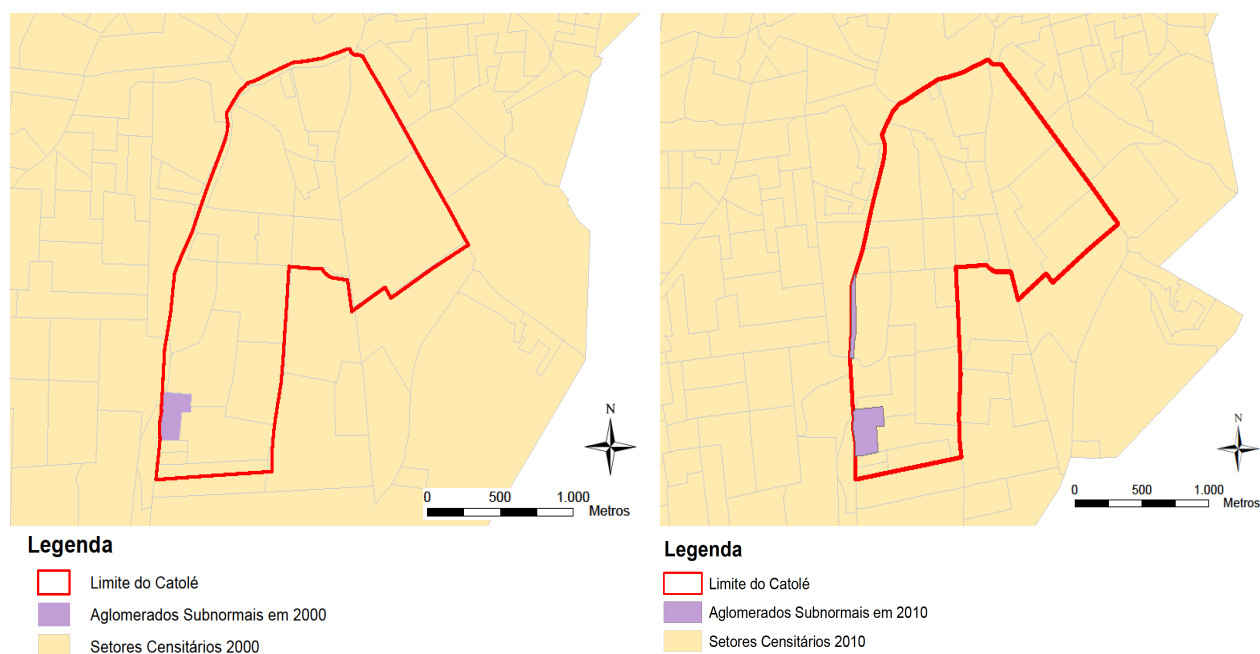 N
0 500 1.000
Metros
Legenda
Limite do Catolé
Aglomerados Subnormais em 2000
Setores Censitários 2000
N
0 500 1.000
Metros
Legenda
Limite do Catolé
Aglomerados Subnormais em 2010
Setores Censitários 2010